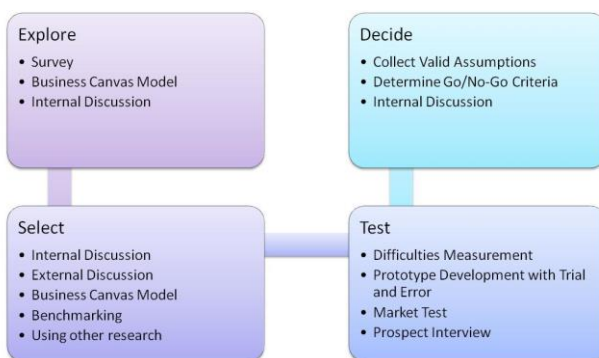 Explore
• Survey
• Business Canvas Model
• Internal Discussion
Decide
• Collect Valid Assumptions
• Determine Go/No-Go Criteria
• Internal Discussion
Select
• Internal Discussion
• External Discussion
• Business Canvas Model
• Benchmarking
• Using other research
Test
• Difficulties Measurement
• Prototype Development with Trial
and Error
• Market Test
• Prospect Interview